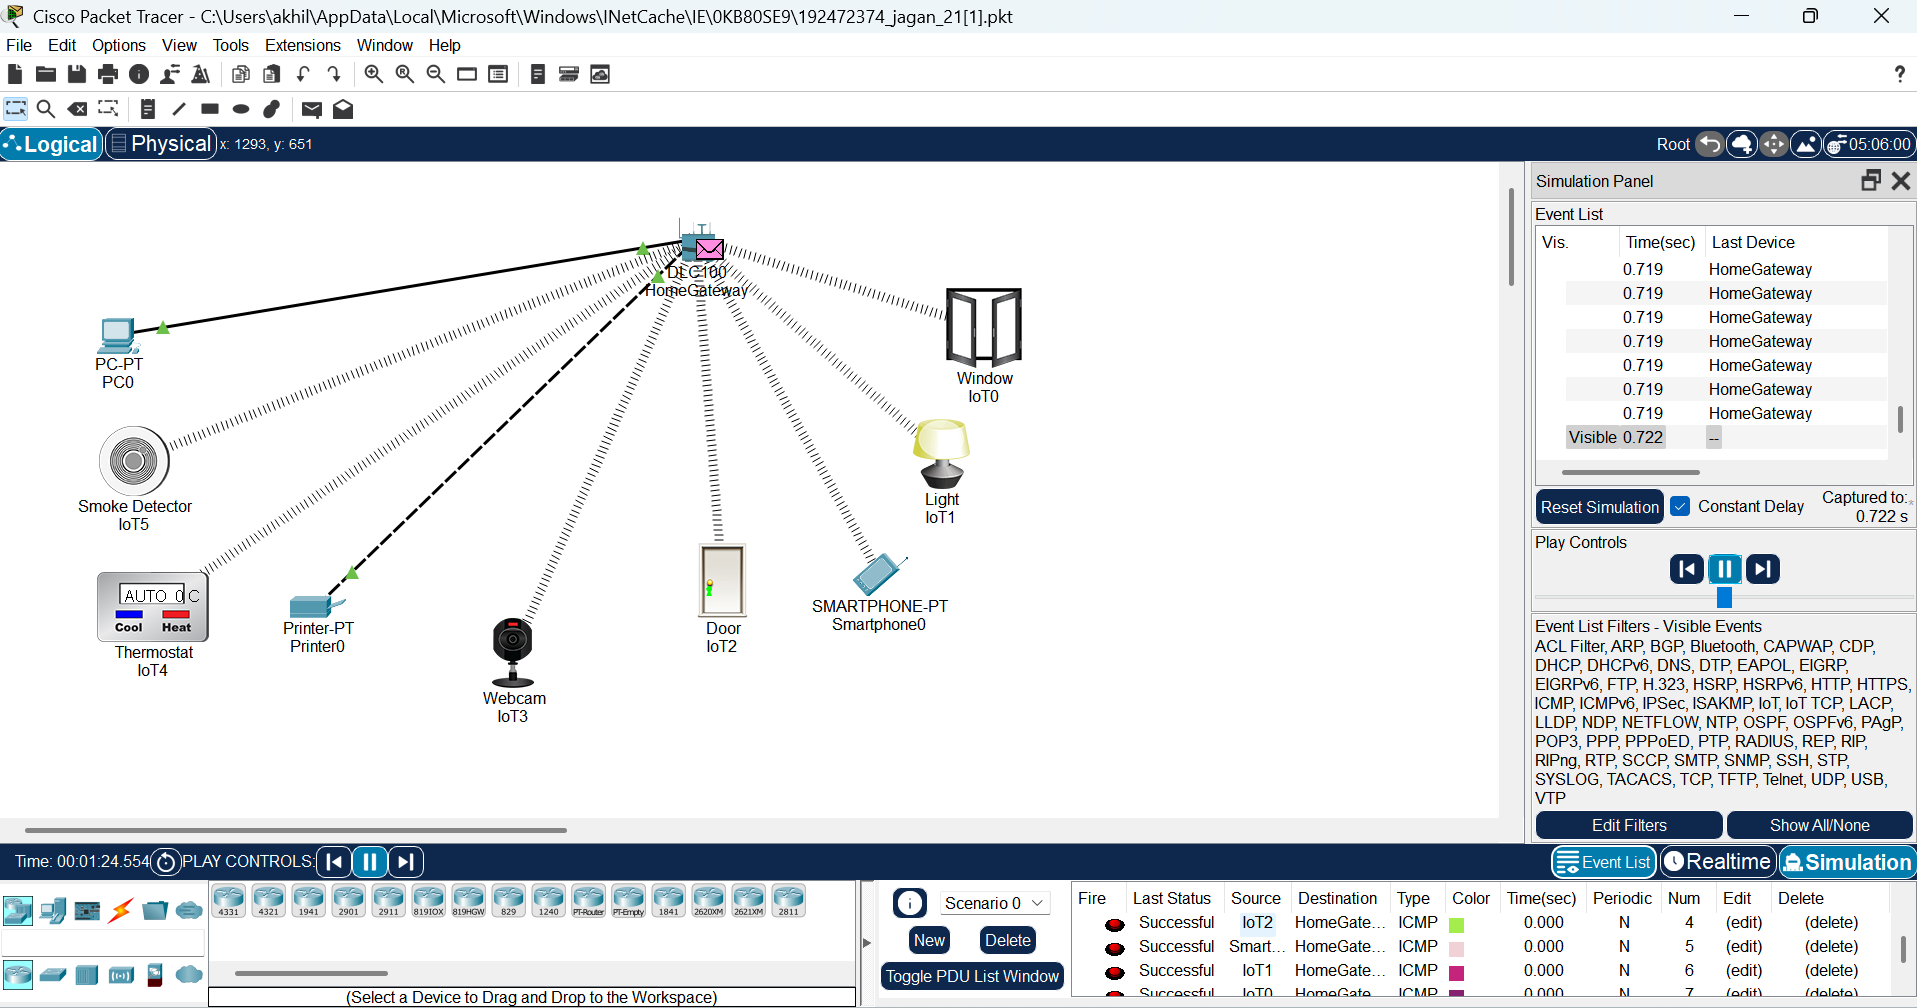 Cisco Packet Tracer - C:\Users\akhil\AppData\Local\Microsoft\Windows\INetCache\IE\0KB80SE9\192472374_jagan_21[1].pkt
File Edit Options View Tools Extensions Window Help
?
Logical Physical x: 1293, y: 651 Root 05:06:00
Simulation Panel
Event List
Vis. Time(sec) Last Device
0.719 HomeGateway
0.719 HomeGateway
0.719 HomeGateway
0.719 HomeGateway
0.719 HomeGateway
0.719 HomeGateway
0.719 HomeGateway
Visible 0.722 --
Reset Simulation Constant Delay Captured to:
0.722 s
Play Controls
Event List Filters - Visible Events
ACL Filter, ARP, BGP, Bluetooth, CAPWAP, CDP,
DHCP, DHCPv6, DNS, DTP, EAPOL, EIGRP,
EIGRPv6, FTP, H.323, HSRP, HSRPv6, HTTP, HTTPS,
ICMP, ICMPv6, IPSec, ISAKMP, IoT, IoT TCP, LACP,
LLDP, NDP, NETFLOW, NTP, OSPF, OSPFv6, PAgP,
POP3, PPP, PPPoED, PTP, RADIUS, REP, RIP,
RIPng, RTP, SCCP, SMTP, SNMP, SSH, STP,
SYSLOG, TACACS, TCP, TFTP, Telnet, UDP, USB,
VTP
Edit Filters Show All/None
DLC100
HomeGateway
PC-PT
PC0
Window
IoT0
Smoke Detector
IoT5
Light
IoT1
AUTO 0 C
Cool Heat
Thermostat
IoT4
Printer-PT
Printer0
Webcam
IoT3
Door
IoT2
SMARTPHONE-PT
Smartphone0
Time: 00:01:24.554 PLAY CONTROLS:
Event List Realtime Simulation
4331 4321 1941 2901 2911 819IOX 819HGW 829 1240 PT-Router PT-Empty 1841 2620XM 2621XM 2811
(Select a Device to Drag and Drop to the Workspace)
Scenario 0
New Delete
Toggle PDU List Window
Fire Last Status Source Destination Type Color Time(sec) Periodic Num Edit Delete
Successful IoT2 HomeGate... ICMP 0.000 N 4 (edit) (delete)
Successful Smart... HomeGate... ICMP 0.000 N 5 (edit) (delete)
Successful IoT1 HomeGate... ICMP 0.000 N 6 (edit) (delete)
Successful IoT0 HomeGate... ICMP 0.000 N 7 (edit) (delete)